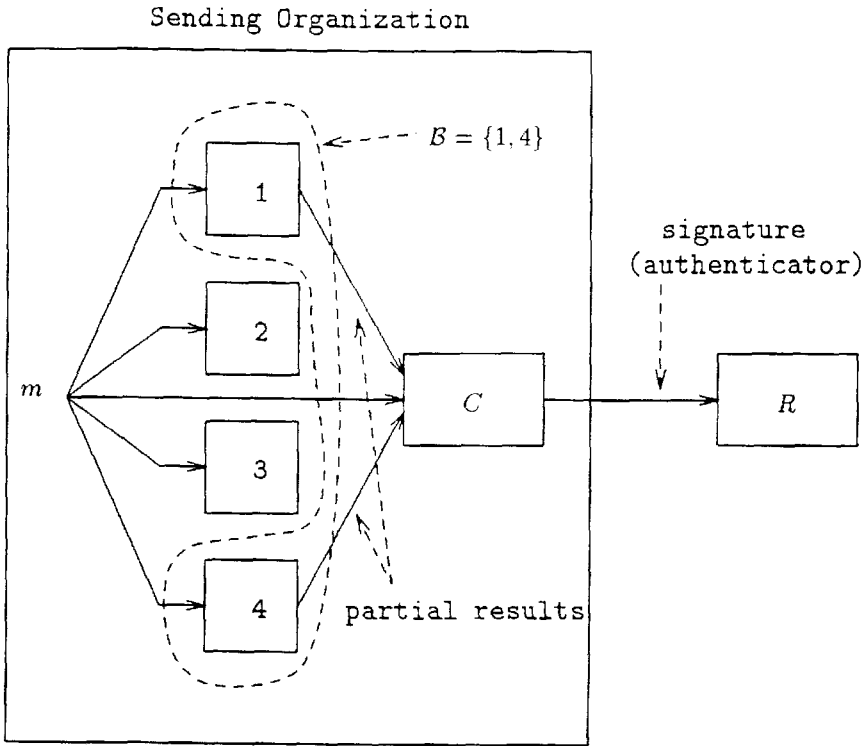 Sending Organization
ℬ = {1, 4}
1
signature
(authenticator)
2
m
C
R
3
4
partial results